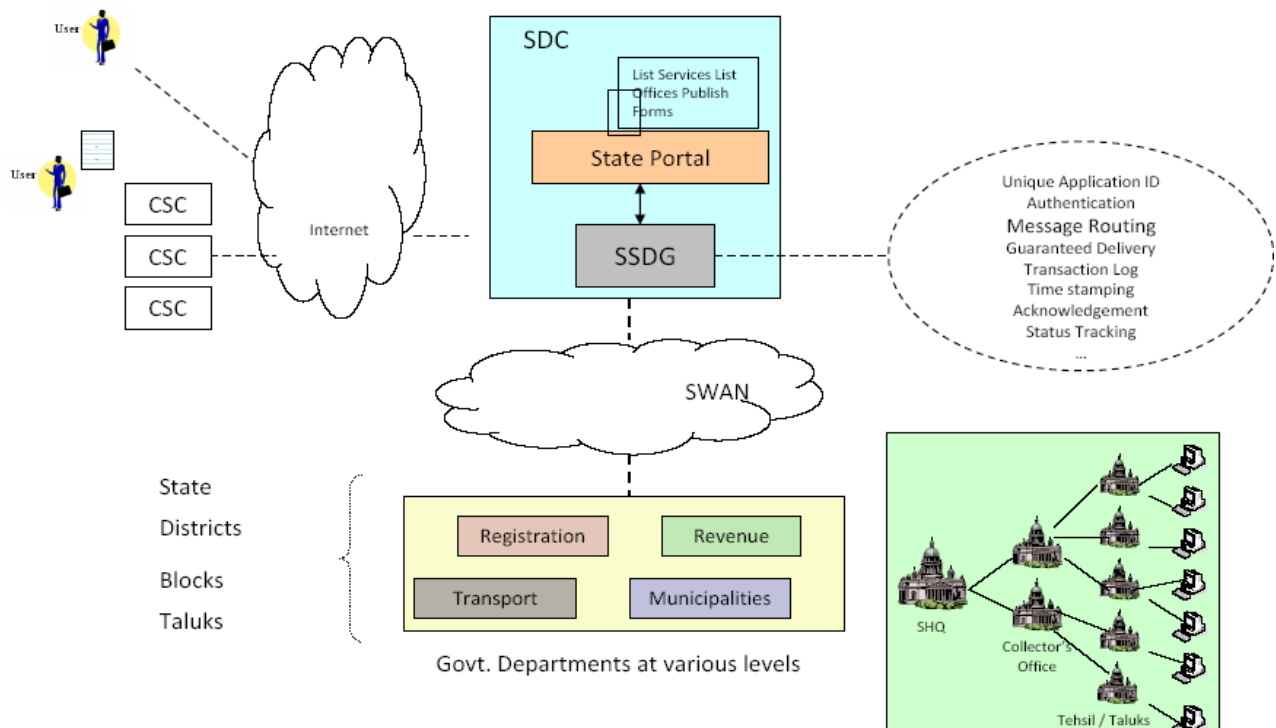 User
User
CSC
CSC
CSC
Internet
SDC
List Services List
Offices Publish
Forms
State Portal
SSDG
Unique Application ID
Authentication
Message Routing
Guaranteed Delivery
Transaction Log
Time stamping
Acknowledgement
Status Tracking
...
SWAN
State
Districts
Blocks
Taluks
Registration
Revenue
Transport
Municipalities
Govt. Departments at various levels
SHQ
Collector's
Office
Tehsil / Taluks